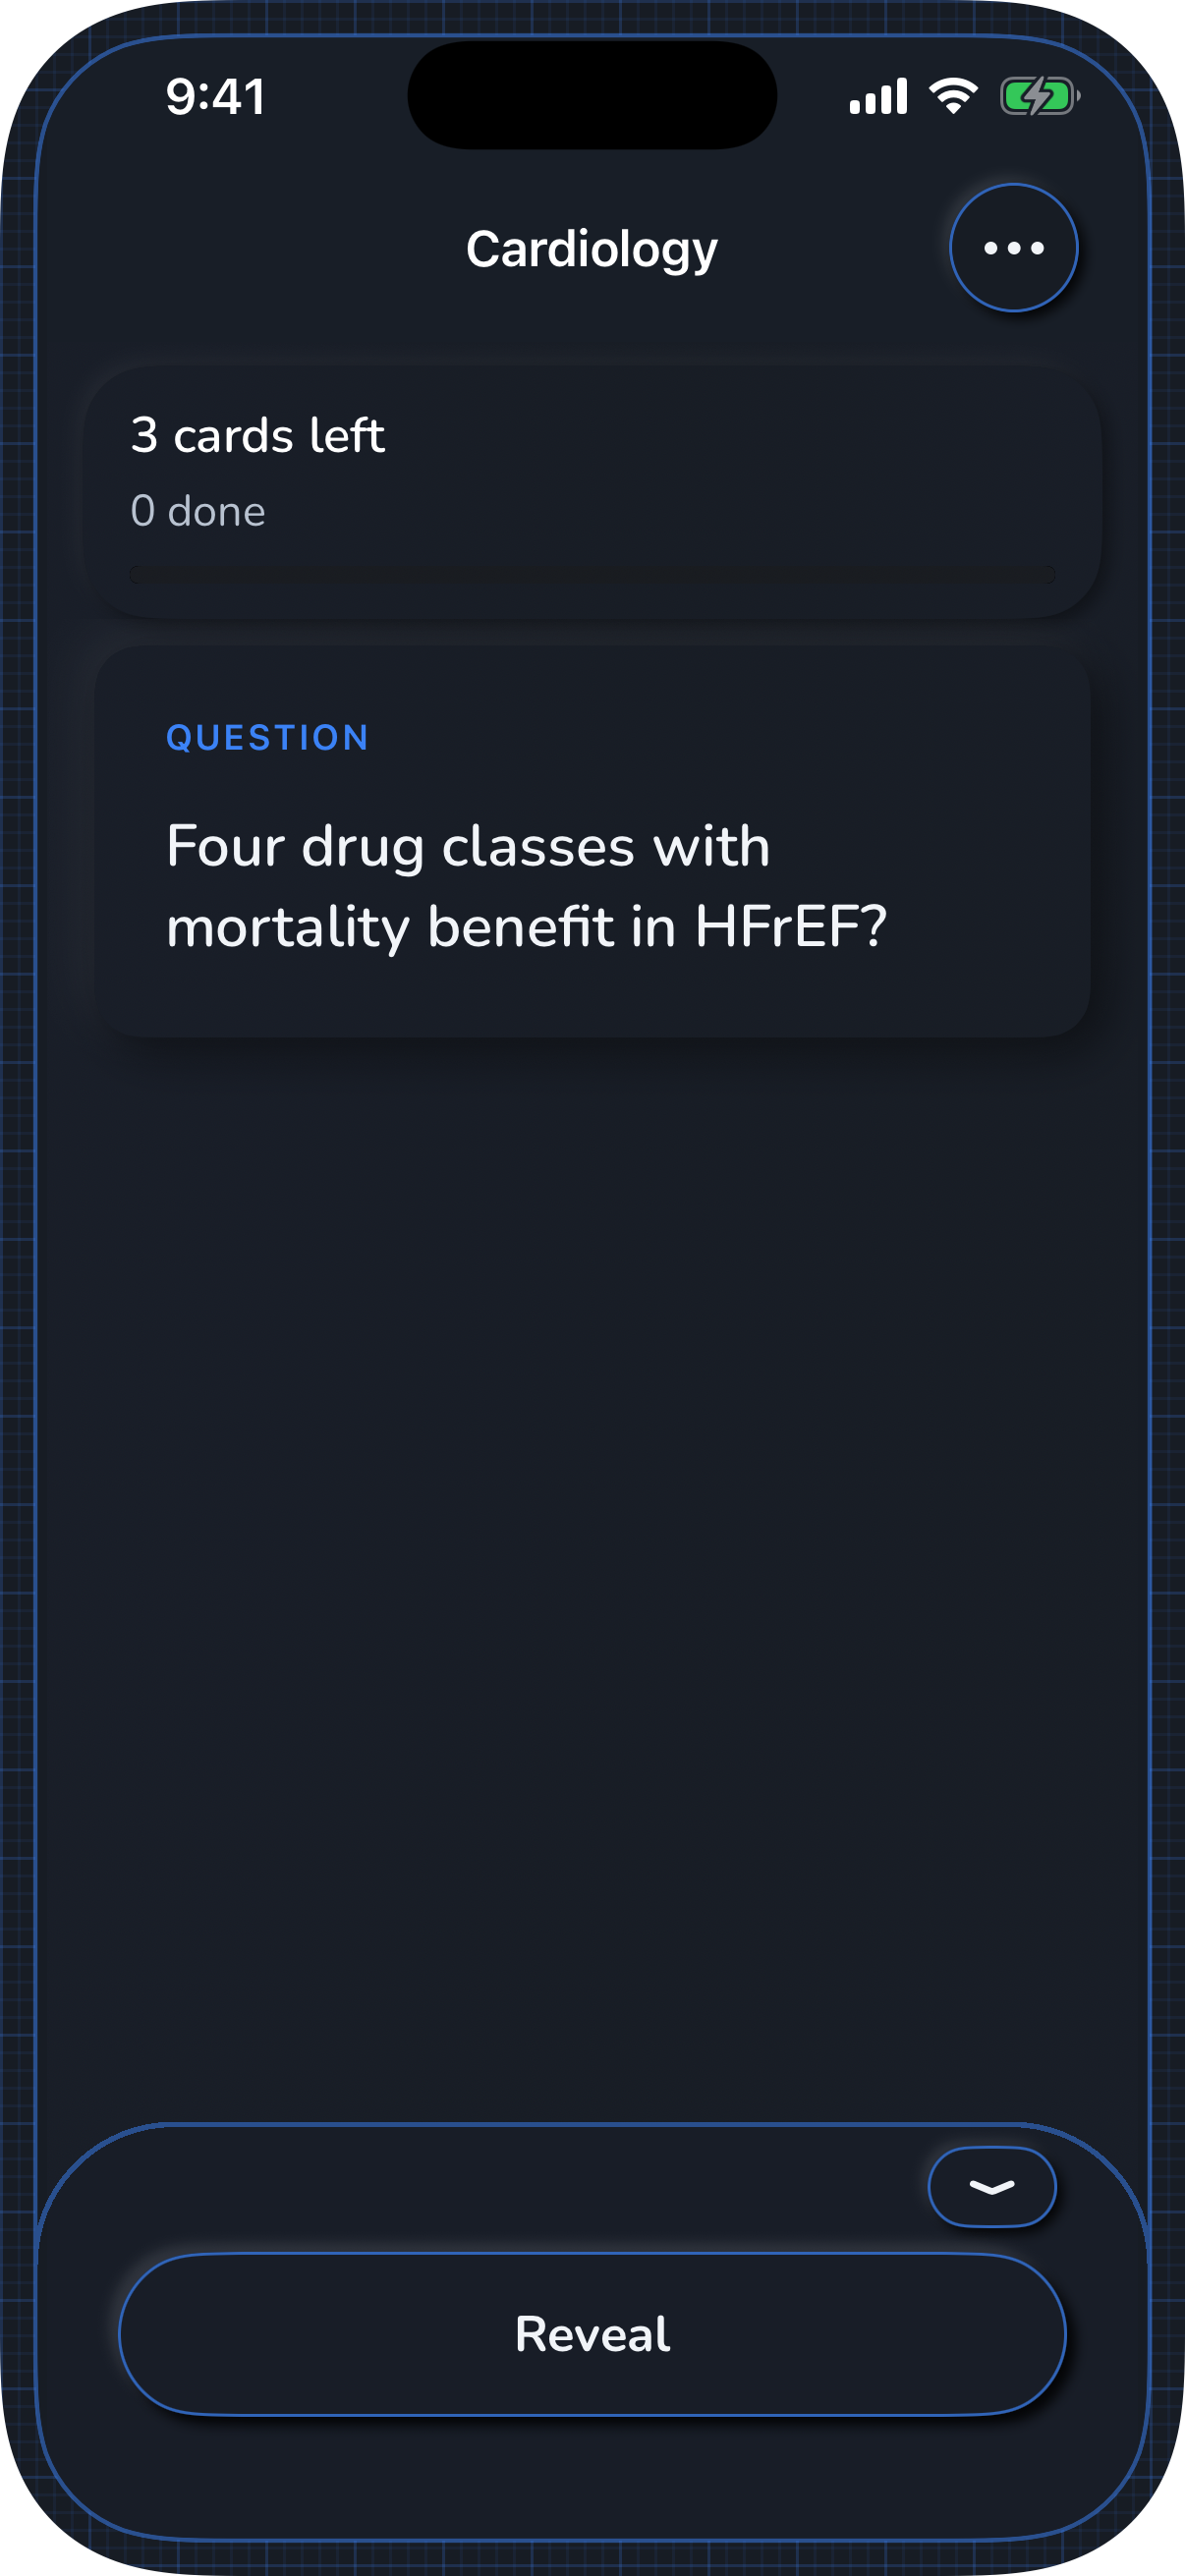 9:41
Cardiology
3 cards left
0 done
QUESTION
Four drug classes with
mortality benefit in HFrEF?
Reveal